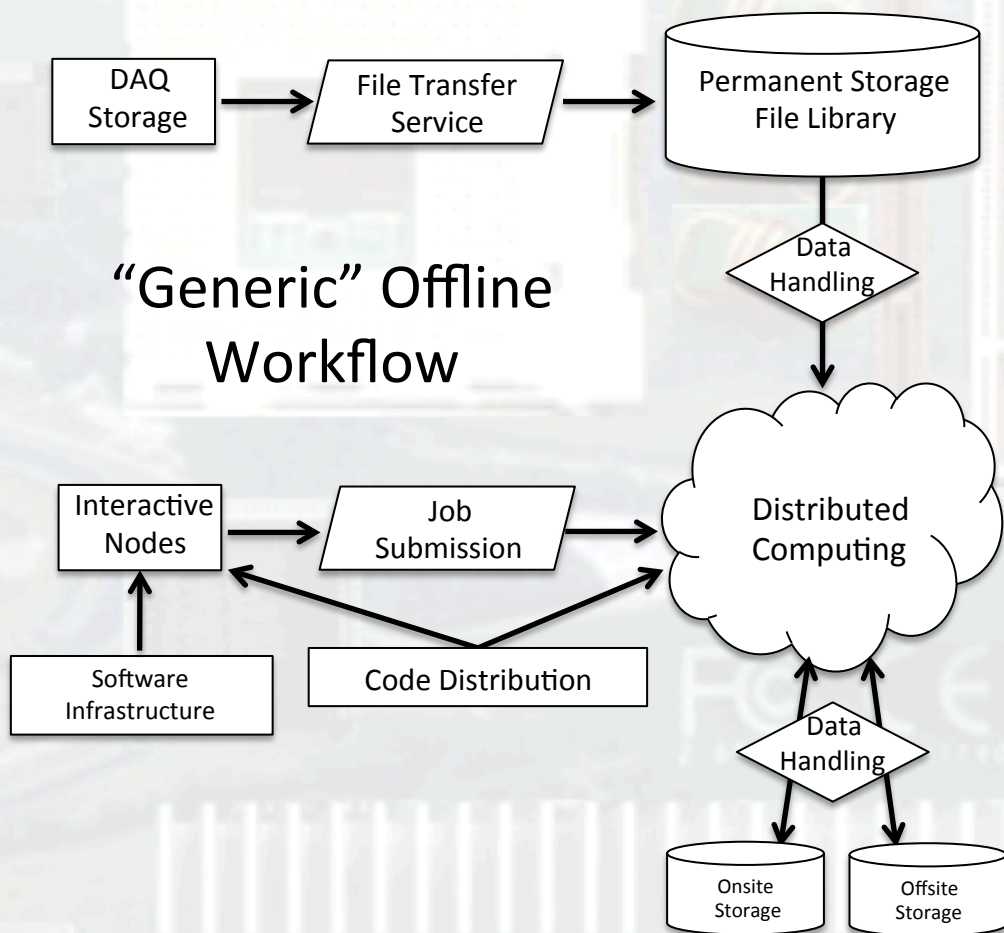 DAQ
Storage
File Transfer
Service
Permanent Storage
File Library
Data
Handling
“Generic” Offline
Workflow
Interactive
Nodes
Job
Submission
Distributed
Computing
Software
Infrastructure
Code Distribution
Data
Handling
Onsite
Storage
Offsite
Storage